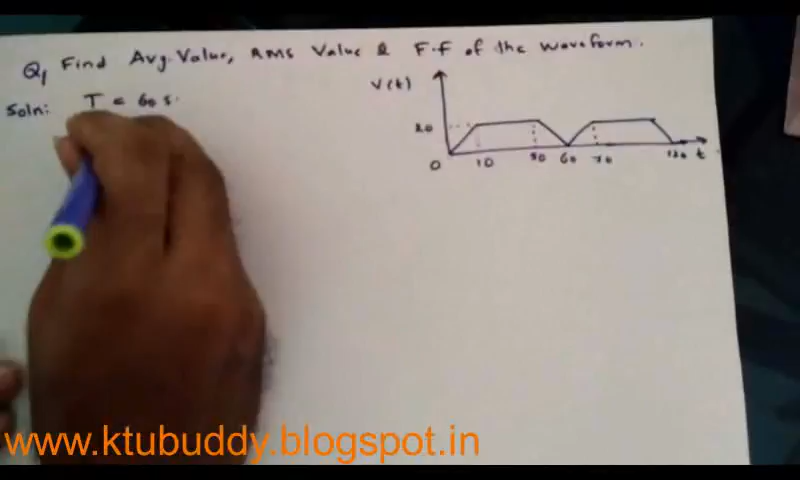 Q, Find Avg. Value, RMS Value & F.F of the waveform.
Soln: T = 60 s.
V(t)
20
0 10 50 60 70 120 t
www.ktubuddy.blogspot.in